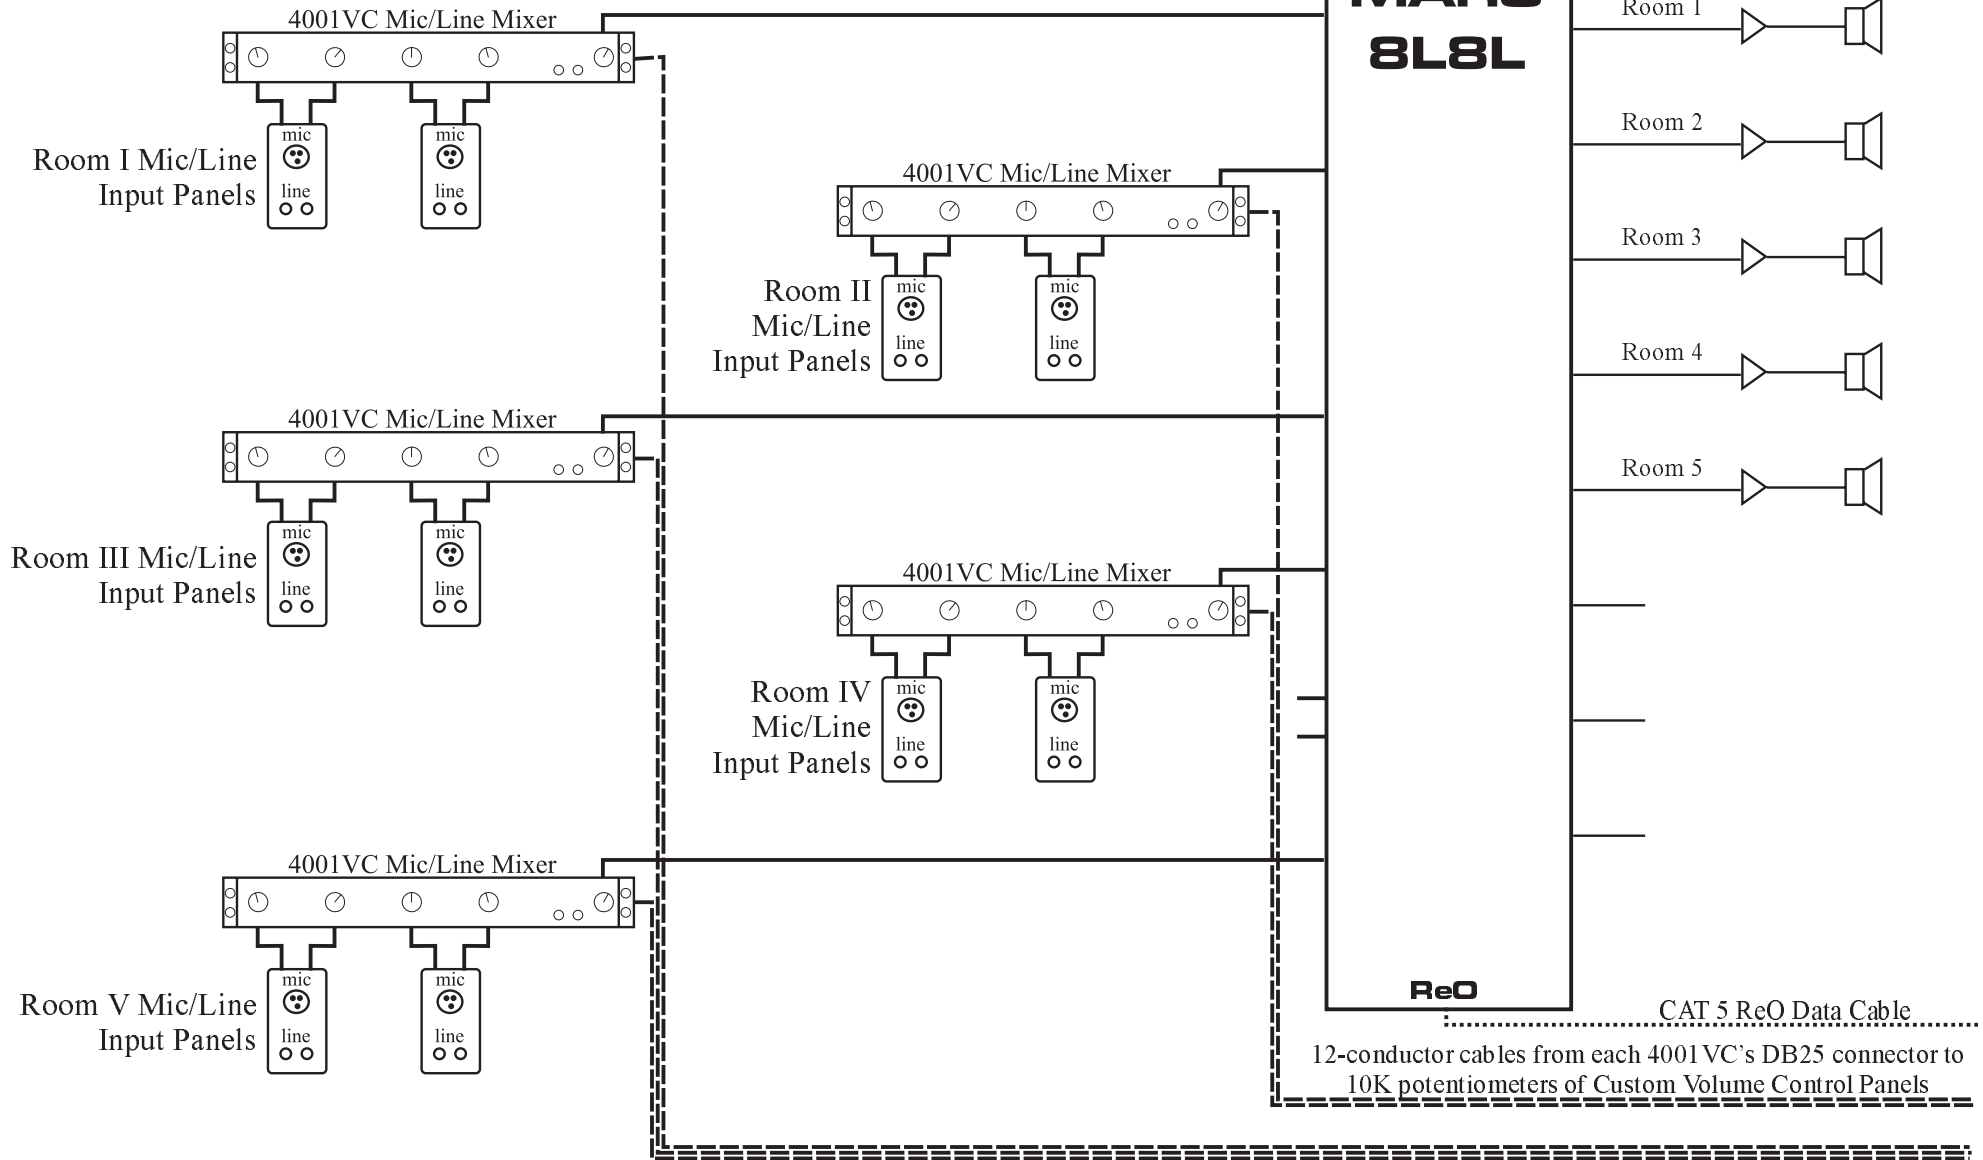 4001VC Mic/Line Mixer
mic
mic
line
line
Room I Mic/Line
Input Panels
4001VC Mic/Line Mixer
mic
mic
line
line
Room II
Mic/Line
Input Panels
4001VC Mic/Line Mixer
mic
mic
line
line
Room III Mic/Line
Input Panels
4001VC Mic/Line Mixer
mic
mic
line
line
Room IV
Mic/Line
Input Panels
4001VC Mic/Line Mixer
mic
mic
line
line
Room V Mic/Line
Input Panels
8L8L
ReO
Room 1
Room 2
Room 3
Room 4
Room 5
CAT 5 ReO Data Cable
12-conductor cables from each 4001VC’s DB25 connector to
10K potentiometers of Custom Volume Control Panels